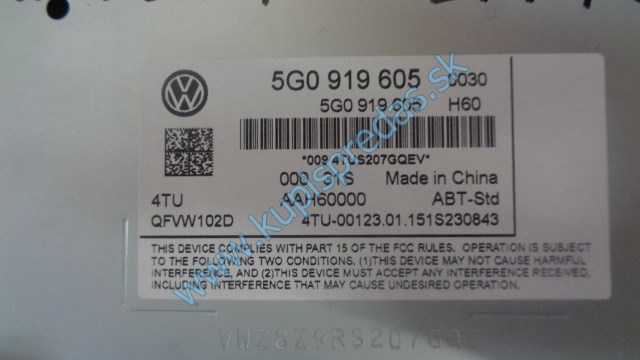 5G0 919 605 0030
5G0 919 605 H60
*009 4TUS207GQEV*
000 31S Made in China
4TU AAH60000 ABT-Std
QFVW102D 4TU-00123.01.151S230843
THIS DEVICE COMPLIES WITH PART 15 OF THE FCC RULES. OPERATION IS SUBJECT
TO THE FOLLOWING TWO CONDITIONS. (1)THIS DEVICE MAY NOT CAUSE HARMFUL
INTERFERENCE, AND (2)THIS DEVICE MUST ACCEPT ANY INTERFERENCE RECEIVED,
INCLUDING INTERFERENCE THAT MAY CAUSE UNDESIRED OPERATION.
VWZ8Z9RS207GQ
www.kupispredas.sk